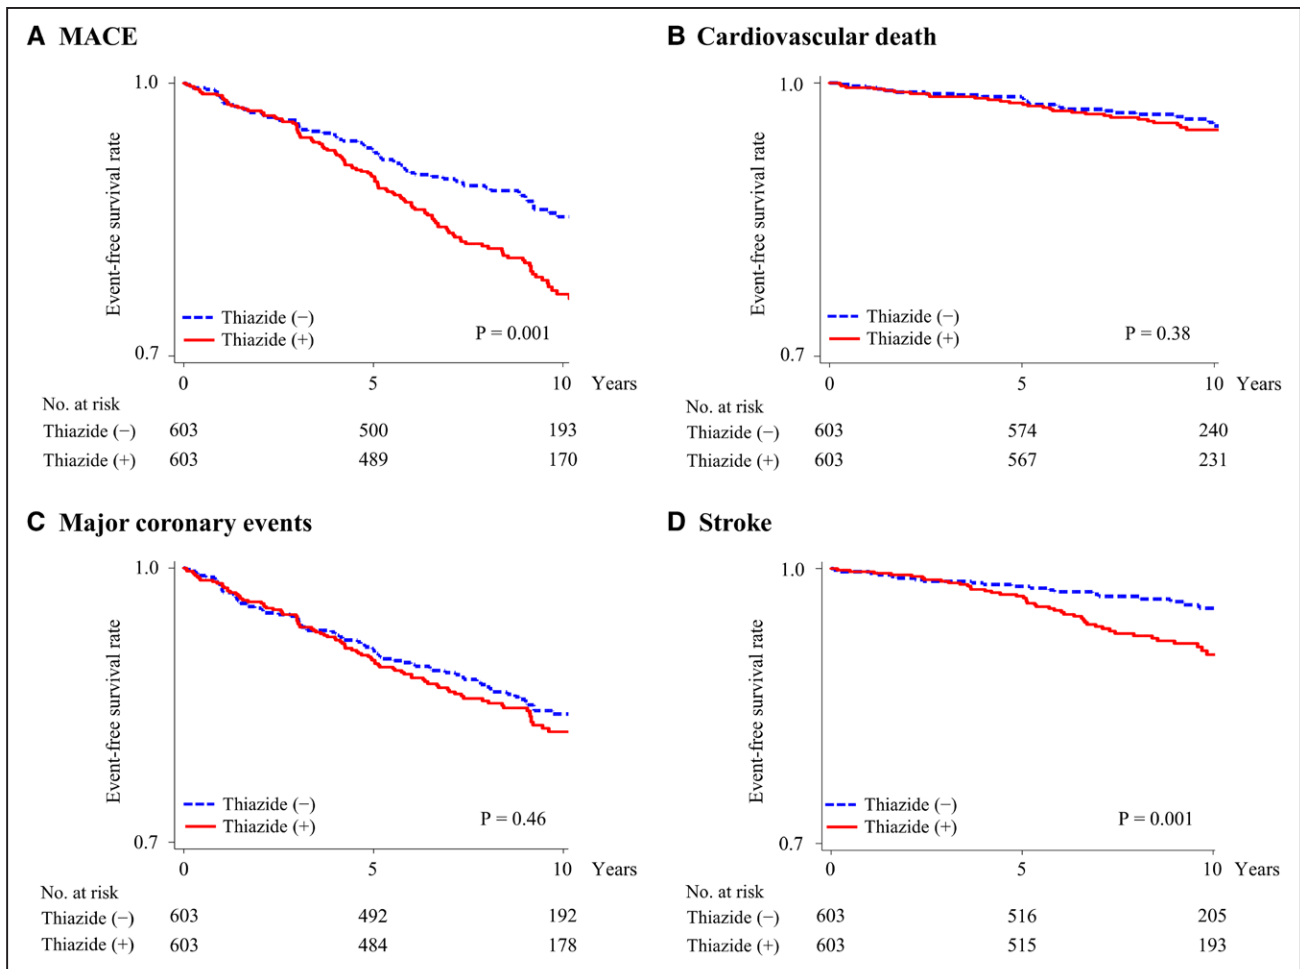 A MACE
Event-free survival rate
1.0
0.7
Thiazide (−)
Thiazide (+)
P = 0.001
0 5 10 Years
No. at risk
Thiazide (−) 603 500 193
Thiazide (+) 603 489 170
B Cardiovascular death
Event-free survival rate
1.0
0.7
Thiazide (−)
Thiazide (+)
P = 0.38
0 5 10 Years
No. at risk
Thiazide (−) 603 574 240
Thiazide (+) 603 567 231
C Major coronary events
Event-free survival rate
1.0
0.7
Thiazide (−)
Thiazide (+)
P = 0.46
0 5 10 Years
No. at risk
Thiazide (−) 603 492 192
Thiazide (+) 603 484 178
D Stroke
Event-free survival rate
1.0
0.7
Thiazide (−)
Thiazide (+)
P = 0.001
0 5 10 Years
No. at risk
Thiazide (−) 603 516 205
Thiazide (+) 603 515 193